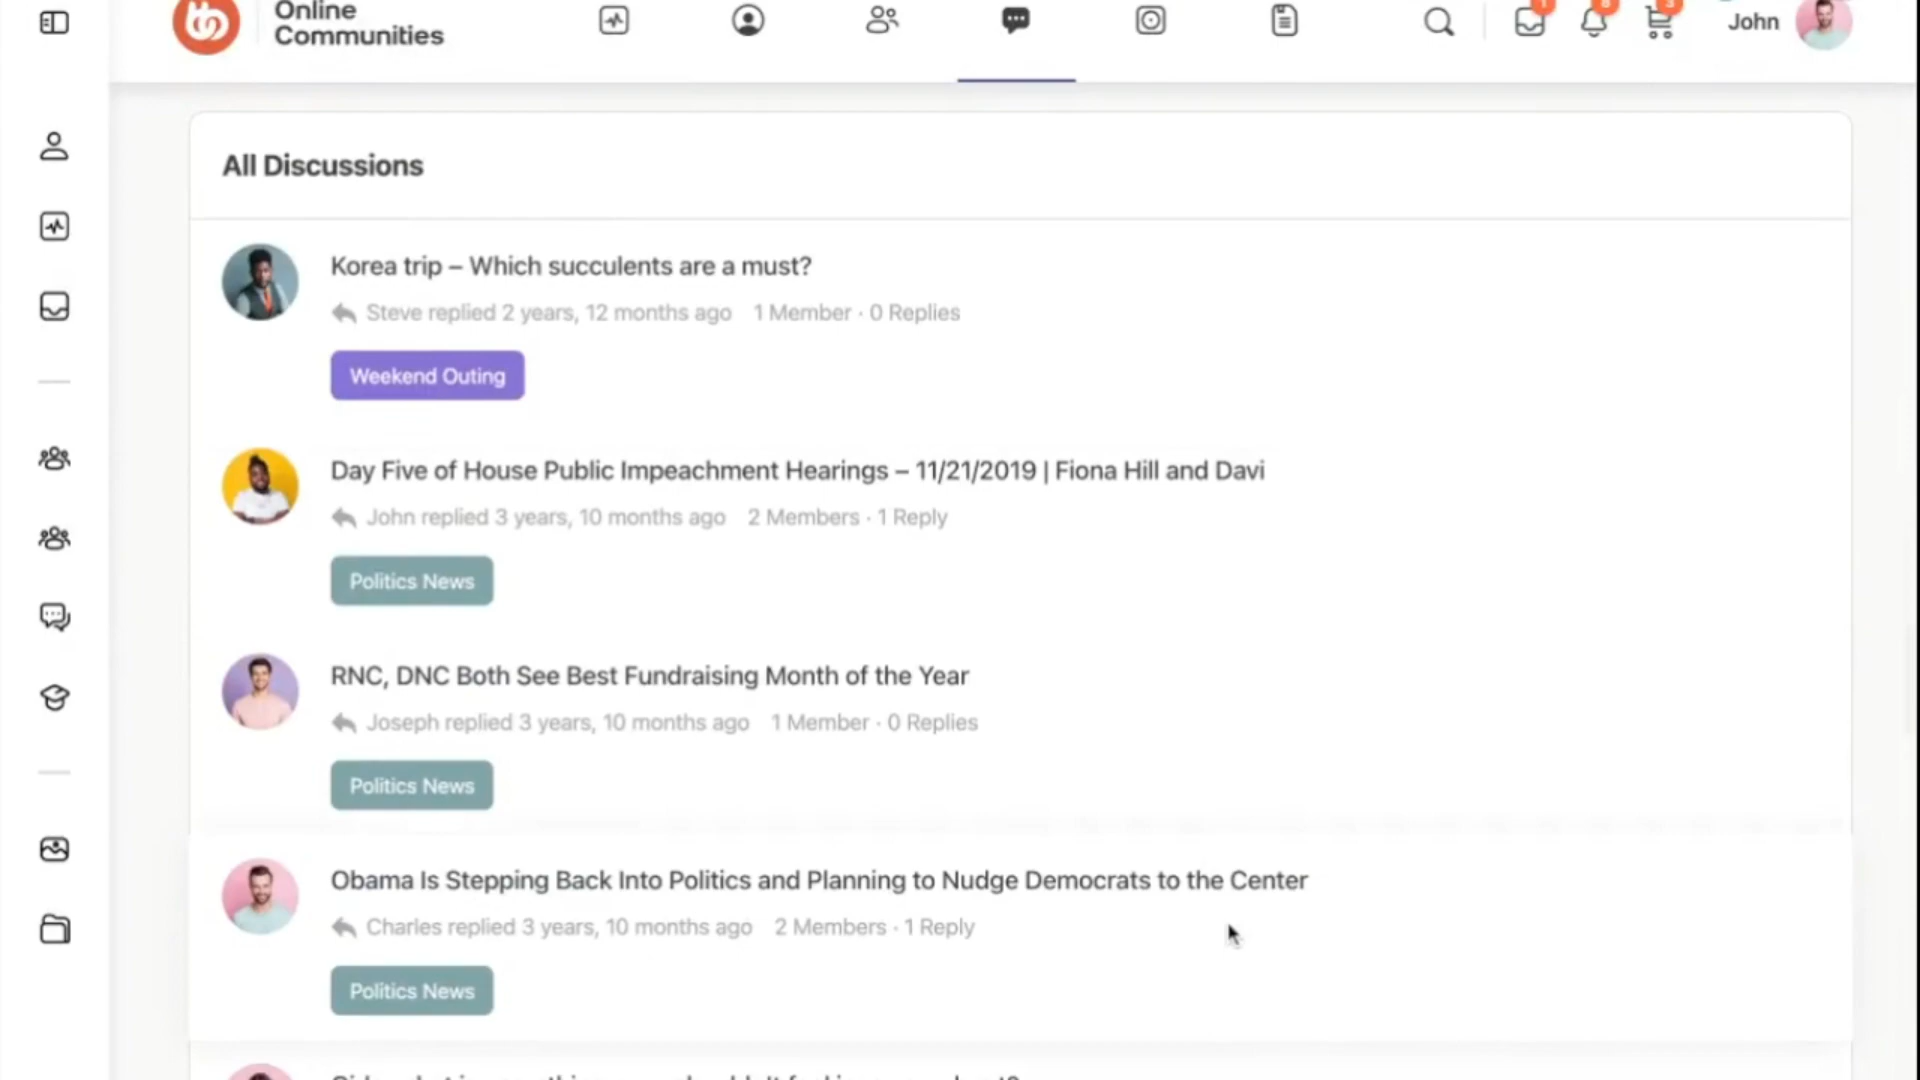 Online
Communities
John
All Discussions
Korea trip – Which succulents are a must?
Steve replied 2 years, 12 months ago 1 Member · 0 Replies
Weekend Outing
Day Five of House Public Impeachment Hearings – 11/21/2019 | Fiona Hill and Davi
John replied 3 years, 10 months ago 2 Members · 1 Reply
Politics News
RNC, DNC Both See Best Fundraising Month of the Year
Joseph replied 3 years, 10 months ago 1 Member · 0 Replies
Politics News
Obama Is Stepping Back Into Politics and Planning to Nudge Democrats to the Center
Charles replied 3 years, 10 months ago 2 Members · 1 Reply
Politics News